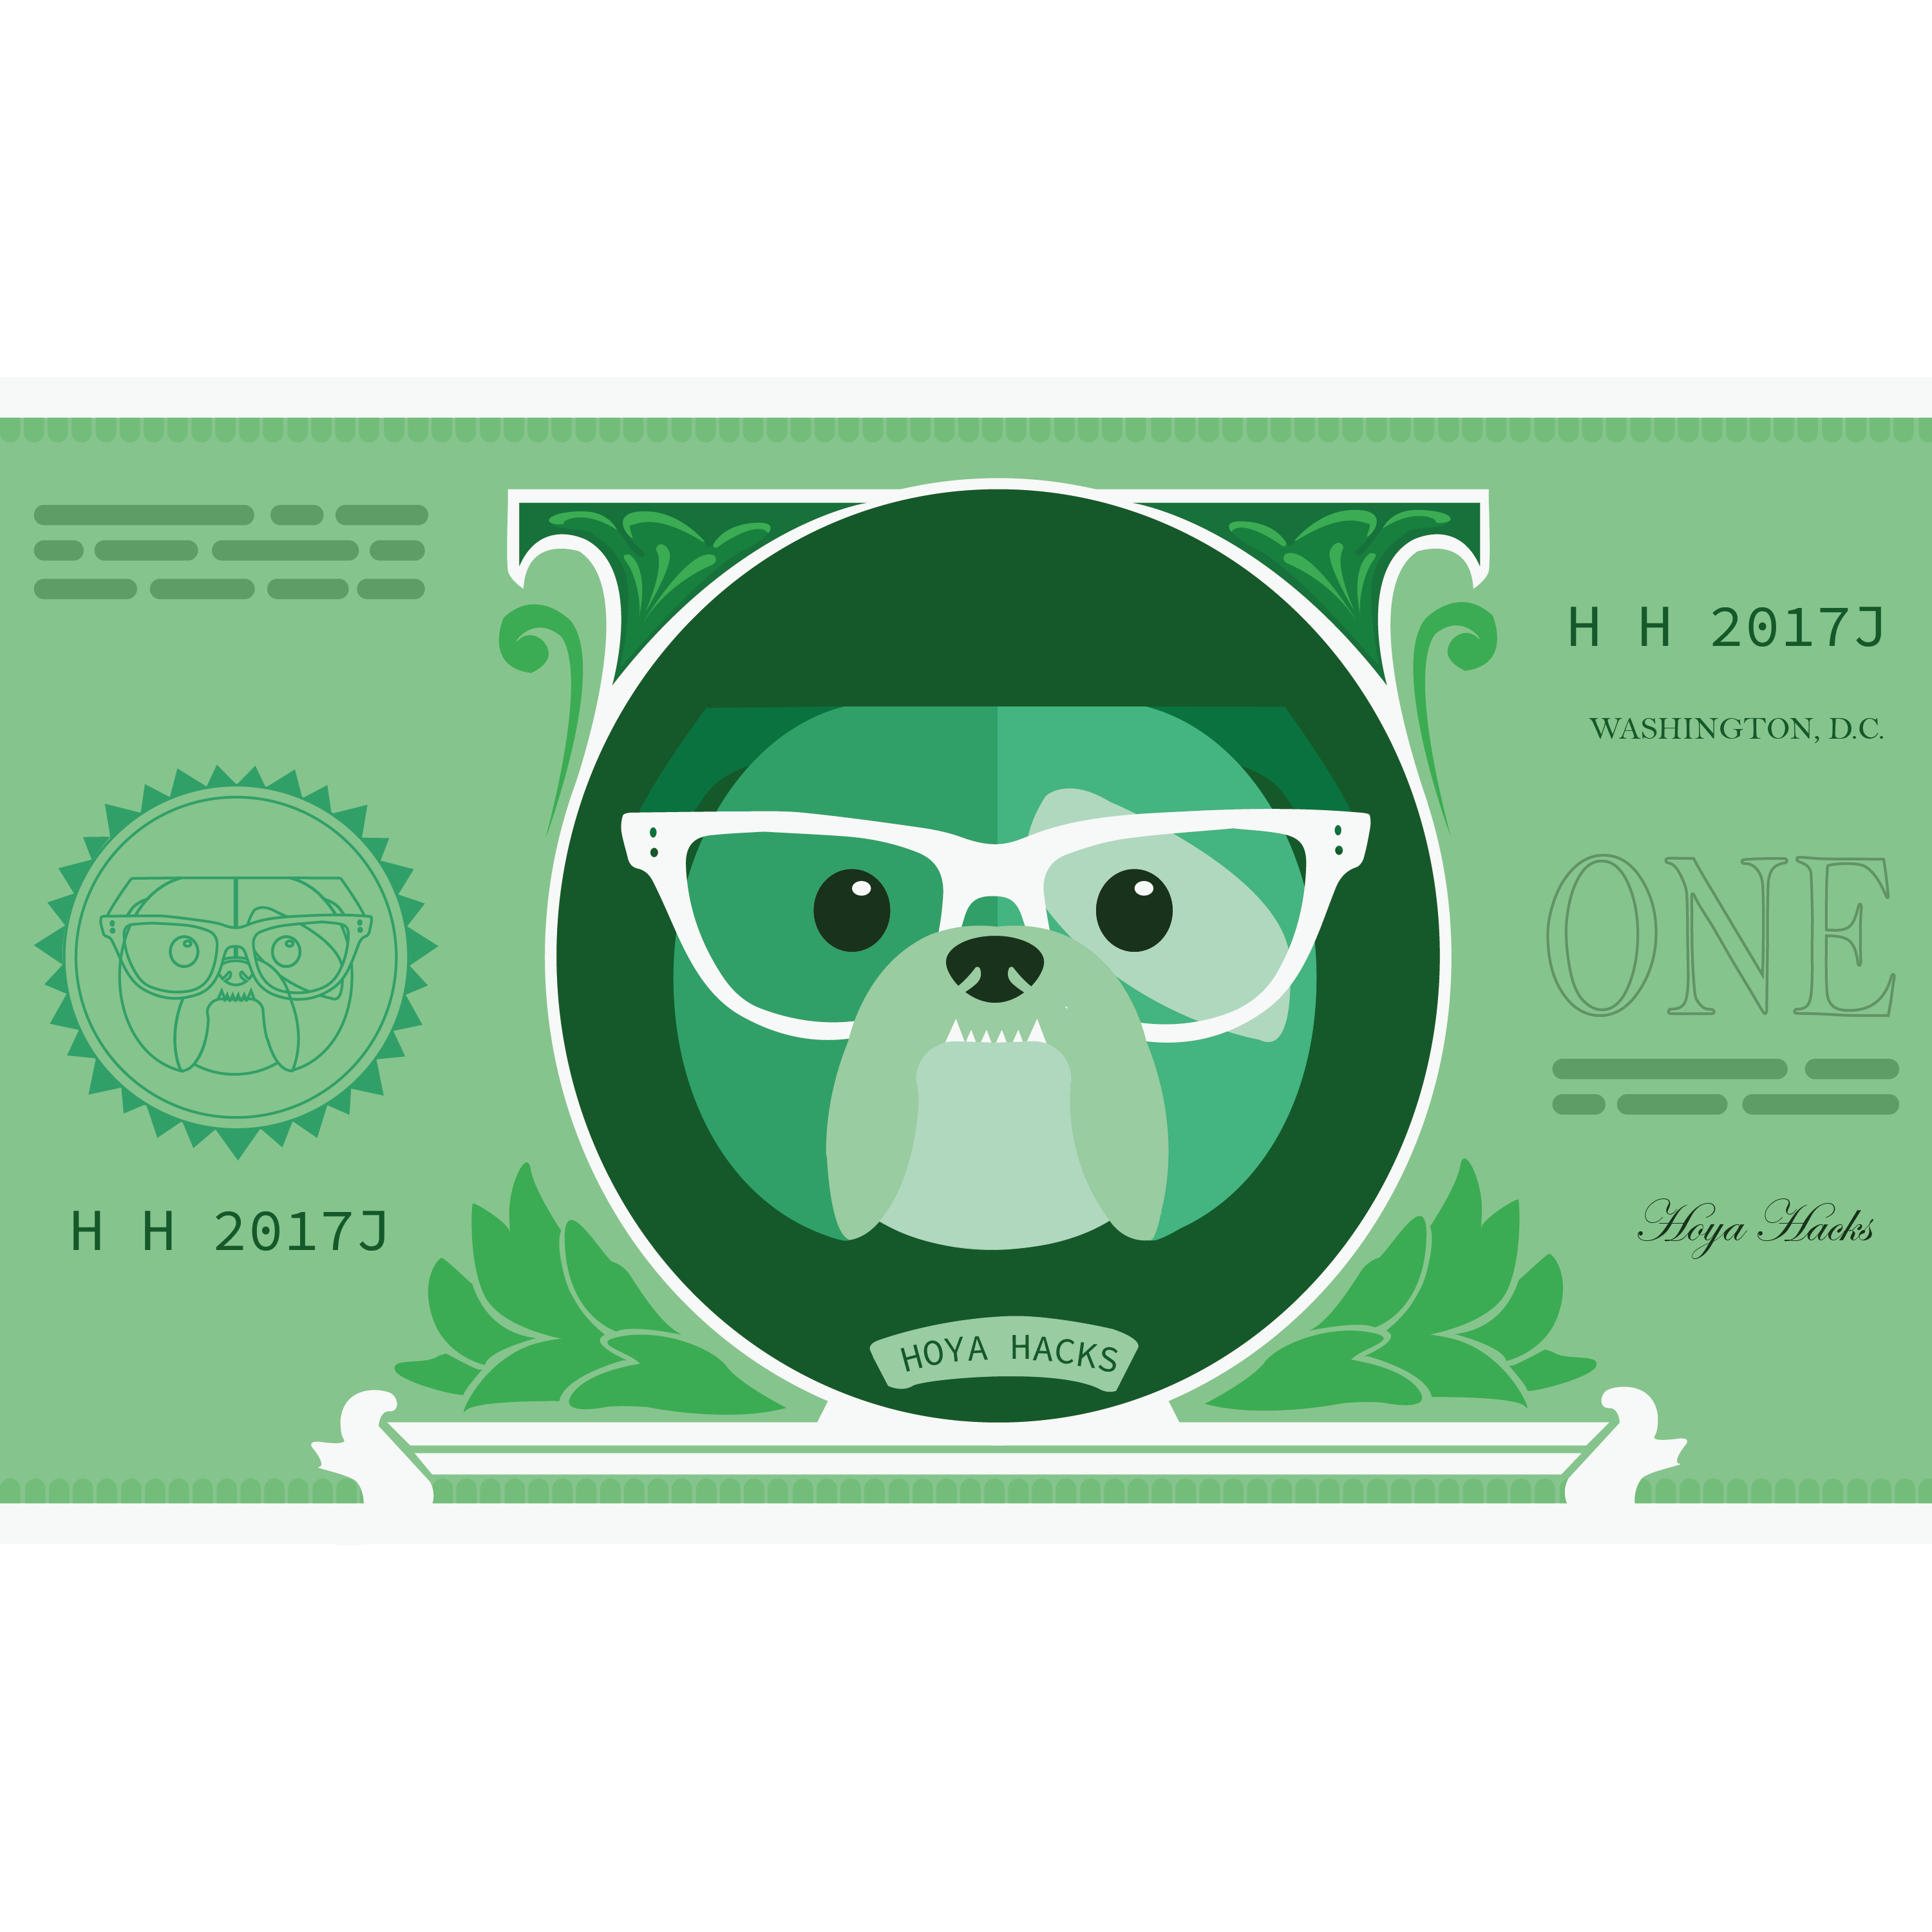 H H 2017J
WASHINGTON, D.C.
ONE
H H 2017J
Hoya Hacks
HOYA HACKS